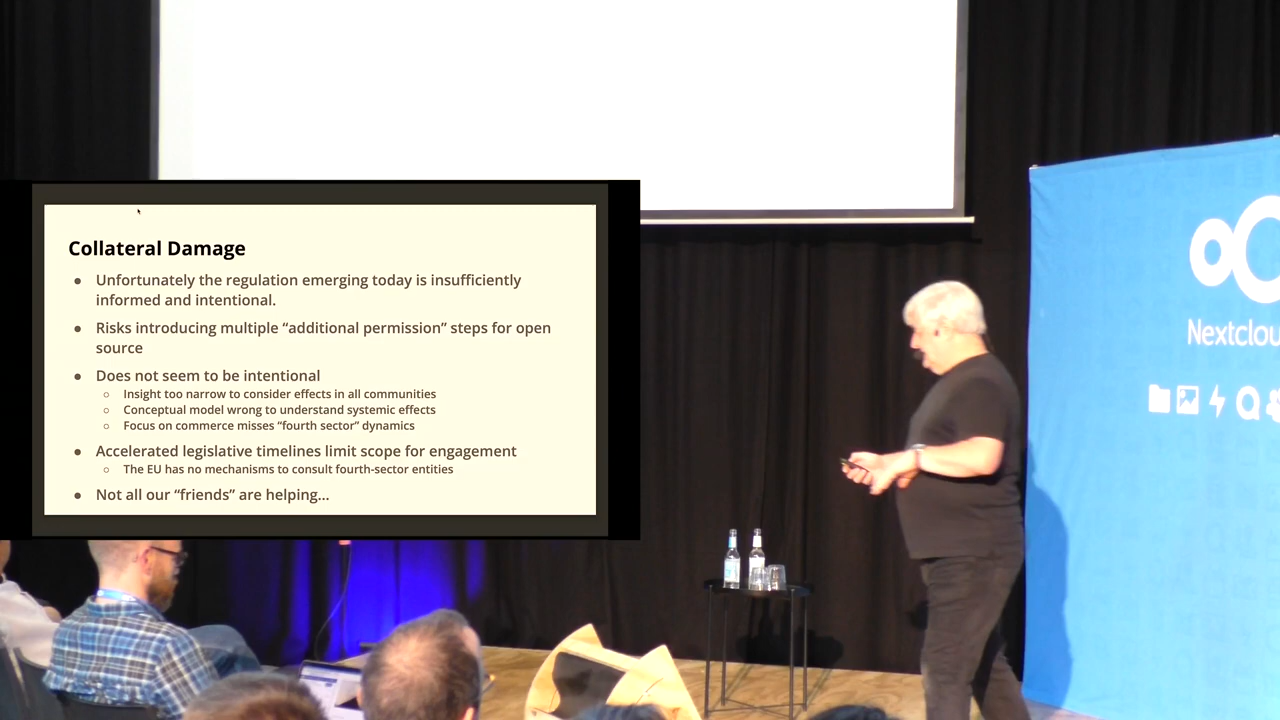 Collateral Damage
● Unfortunately the regulation emerging today is insufficiently
informed and intentional.
● Risks introducing multiple “additional permission” steps for open
source
● Does not seem to be intentional
○ Insight too narrow to consider effects in all communities
○ Conceptual model wrong to understand systemic effects
○ Focus on commerce misses “fourth sector” dynamics
● Accelerated legislative timelines limit scope for engagement
○ The EU has no mechanisms to consult fourth-sector entities
● Not all our “friends” are helping...
Nextclou